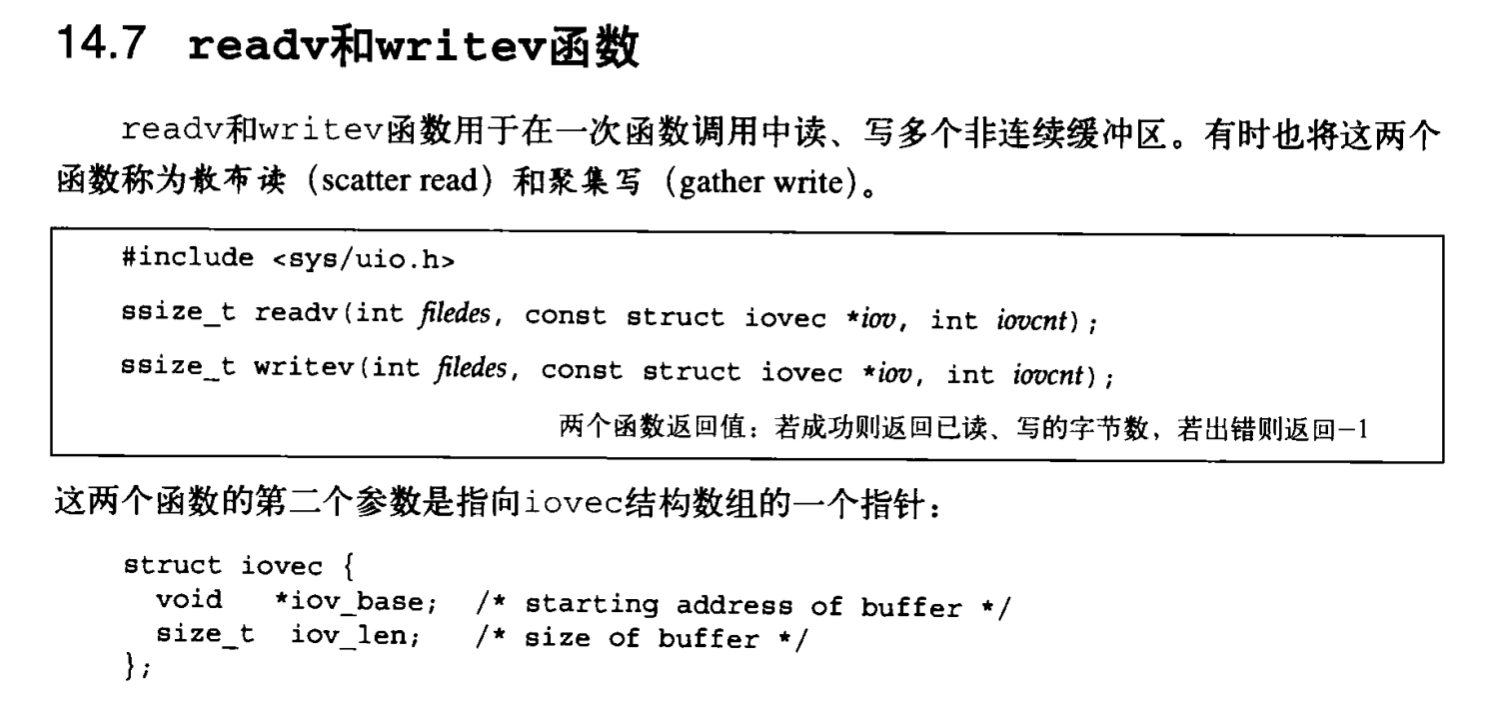 14.7 readv和writev函数
readv和writev函数用于在一次函数调用中读、写多个非连续缓冲区。有时也将这两个
函数称为散布读（scatter read）和聚集写（gather write）。
#include <sys/uio.h>
ssize_t readv(int filedes, const struct iovec *iov, int iovcnt);
ssize_t writev(int filedes, const struct iovec *iov, int iovcnt);
两个函数返回值：若成功则返回已读、写的字节数，若出错则返回-1
这两个函数的第二个参数是指向iovec结构数组的一个指针：
struct iovec {
void *iov_base; /* starting address of buffer */
size_t iov_len; /* size of buffer */
};